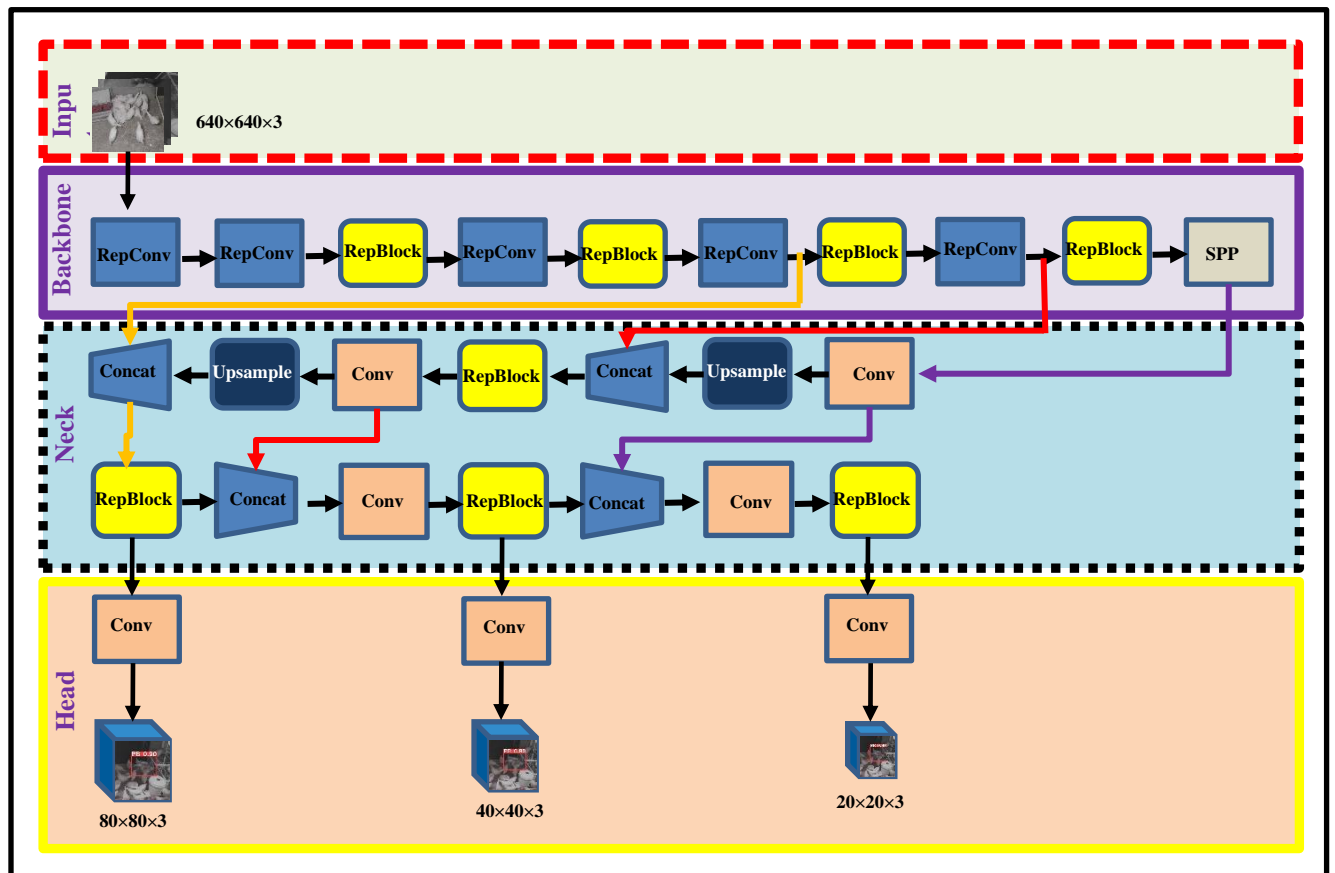 Inpu
640×640×3
Backbone
RepConv
RepConv
RepBlock
RepConv
RepBlock
RepConv
RepBlock
RepConv
RepBlock
SPP
Neck
Concat
Upsample
Conv
RepBlock
Concat
Upsample
Conv
RepBlock
Concat
Conv
RepBlock
Concat
Conv
RepBlock
Head
Conv
Conv
Conv
80×80×3
40×40×3
20×20×3